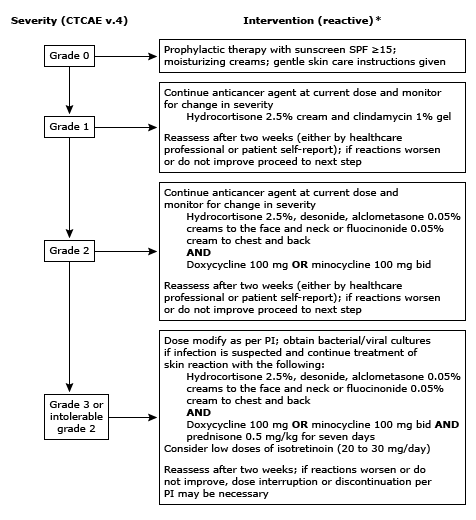 Severity (CTCAE v.4)
Intervention (reactive)*
Grade 0
Prophylactic therapy with sunscreen SPF ≥15;
moisturizing creams; gentle skin care instructions given
Grade 1
Continue anticancer agent at current dose and monitor
for change in severity
Hydrocortisone 2.5% cream and clindamycin 1% gel
Reassess after two weeks (either by healthcare
professional or patient self-report); if reactions worsen
or do not improve proceed to next step
Grade 2
Continue anticancer agent at current dose and
monitor for change in severity
Hydrocortisone 2.5%, desonide, alclometasone 0.05%
creams to the face and neck or fluocinonide 0.05%
cream to chest and back
AND
Doxycycline 100 mg OR minocycline 100 mg bid
Reassess after two weeks (either by healthcare
professional or patient self-report); if reactions worsen
or do not improve proceed to next step
Grade 3 or
intolerable
grade 2
Dose modify as per PI; obtain bacterial/viral cultures
if infection is suspected and continue treatment of
skin reaction with the following:
Hydrocortisone 2.5%, desonide, alclometasone 0.05%
creams to the face and neck or fluocinonide 0.05%
cream to chest and back
AND
Doxycycline 100 mg OR minocycline 100 mg bid AND
prednisone 0.5 mg/kg for seven days
Consider low doses of isotretinoin (20 to 30 mg/day)
Reassess after two weeks; if reactions worsen or do
not improve, dose interruption or discontinuation per
PI may be necessary